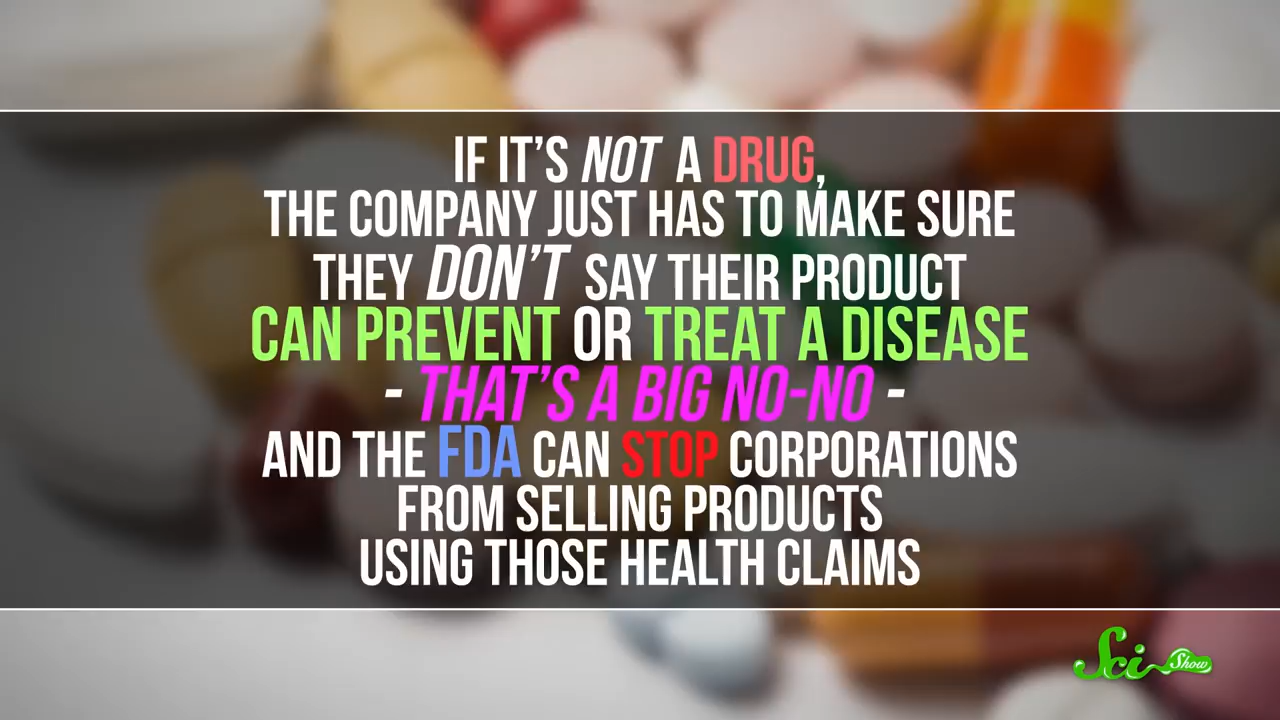 IF IT'S NOT A DRUG,
THE COMPANY JUST HAS TO MAKE SURE
THEY DON'T SAY THEIR PRODUCT
CAN PREVENT OR TREAT A DISEASE
- THAT'S A BIG NO-NO -
AND THE FDA CAN STOP CORPORATIONS
FROM SELLING PRODUCTS
USING THOSE HEALTH CLAIMS
Sci Show